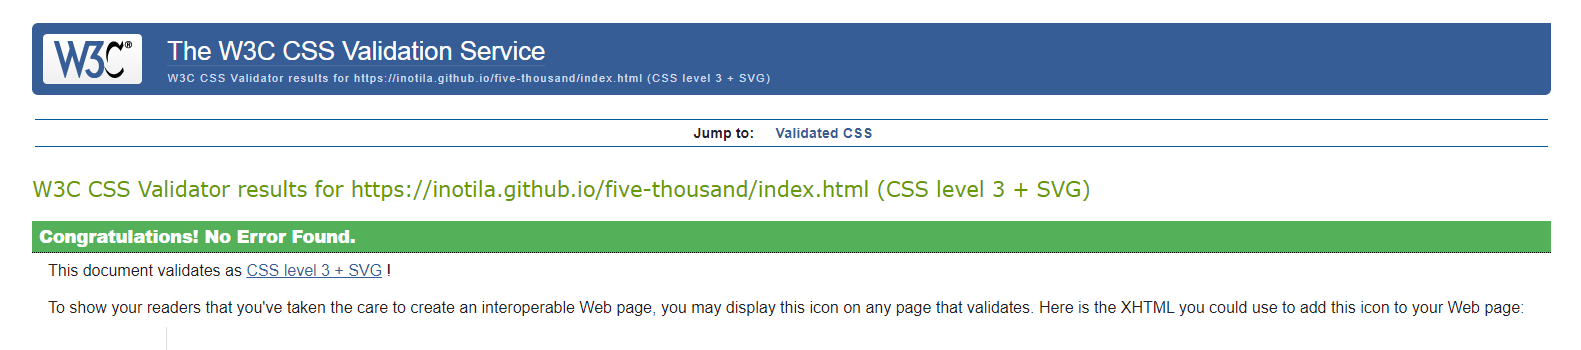 W3C®
The W3C CSS Validation Service
W3C CSS Validator results for https://inotila.github.io/five-thousand/index.html (CSS level 3 + SVG)
Jump to: Validated CSS
W3C CSS Validator results for https://inotila.github.io/five-thousand/index.html (CSS level 3 + SVG)
Congratulations! No Error Found.
This document validates as CSS level 3 + SVG !
To show your readers that you've taken the care to create an interoperable Web page, you may display this icon on any page that validates. Here is the XHTML you could use to add this icon to your Web page: